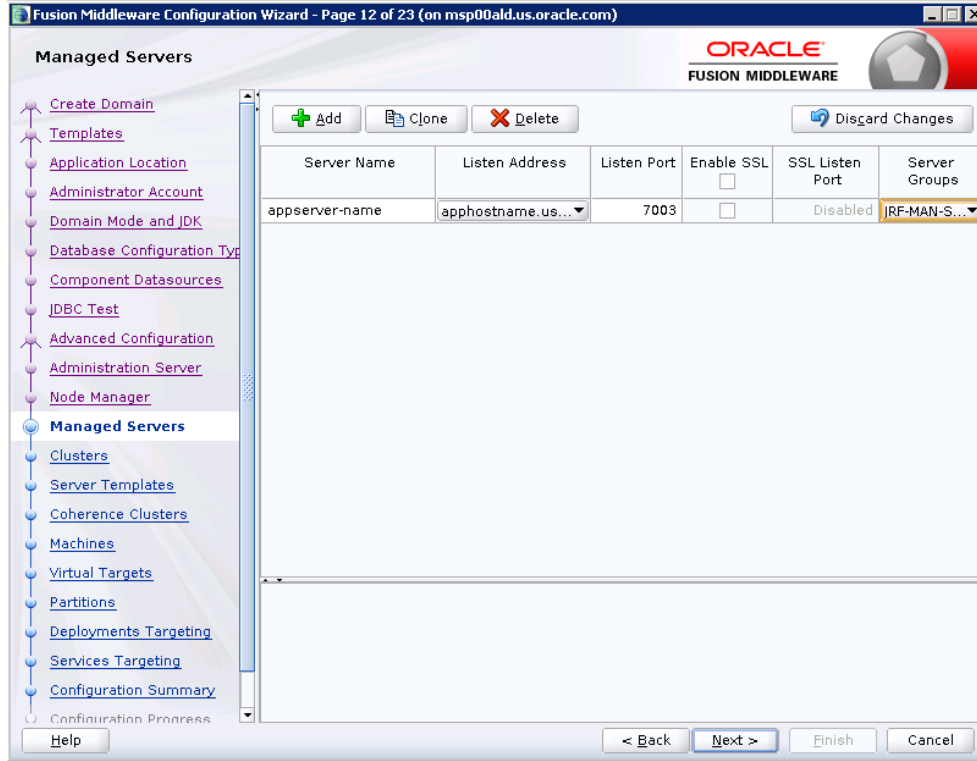 Fusion Middleware Configuration Wizard - Page 12 of 23 (on msp00ald.us.oracle.com)
Managed Servers
ORACLE
FUSION MIDDLEWARE
Create Domain
Templates
Application Location
Administrator Account
Domain Mode and JDK
Database Configuration Typ
Component Datasources
JDBC Test
Advanced Configuration
Administration Server
Node Manager
Managed Servers
Clusters
Server Templates
Coherence Clusters
Machines
Virtual Targets
Partitions
Deployments Targeting
Services Targeting
Configuration Summary
Configuration Progress
Add Clone Delete Discard Changes
Server Name Listen Address Listen Port Enable SSL SSL Listen Port Server Groups
appserver-name apphostname.us... 7003 Disabled JRF-MAN-S...
Help < Back Next > Finish Cancel